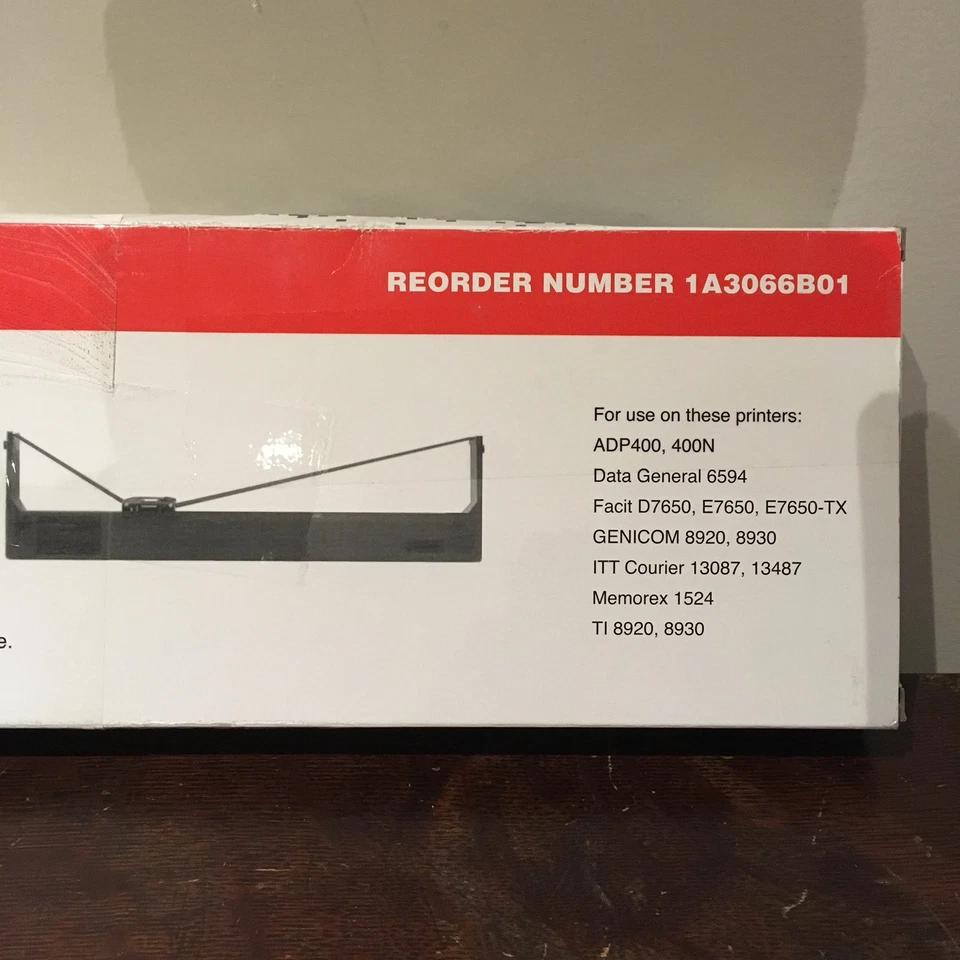 REORDER NUMBER 1A3066B01
For use on these printers:
ADP400, 400N
Data General 6594
Facit D7650, E7650, E7650-TX
GENICOM 8920, 8930
ITT Courier 13087, 13487
Memorex 1524
TI 8920, 8930
e.